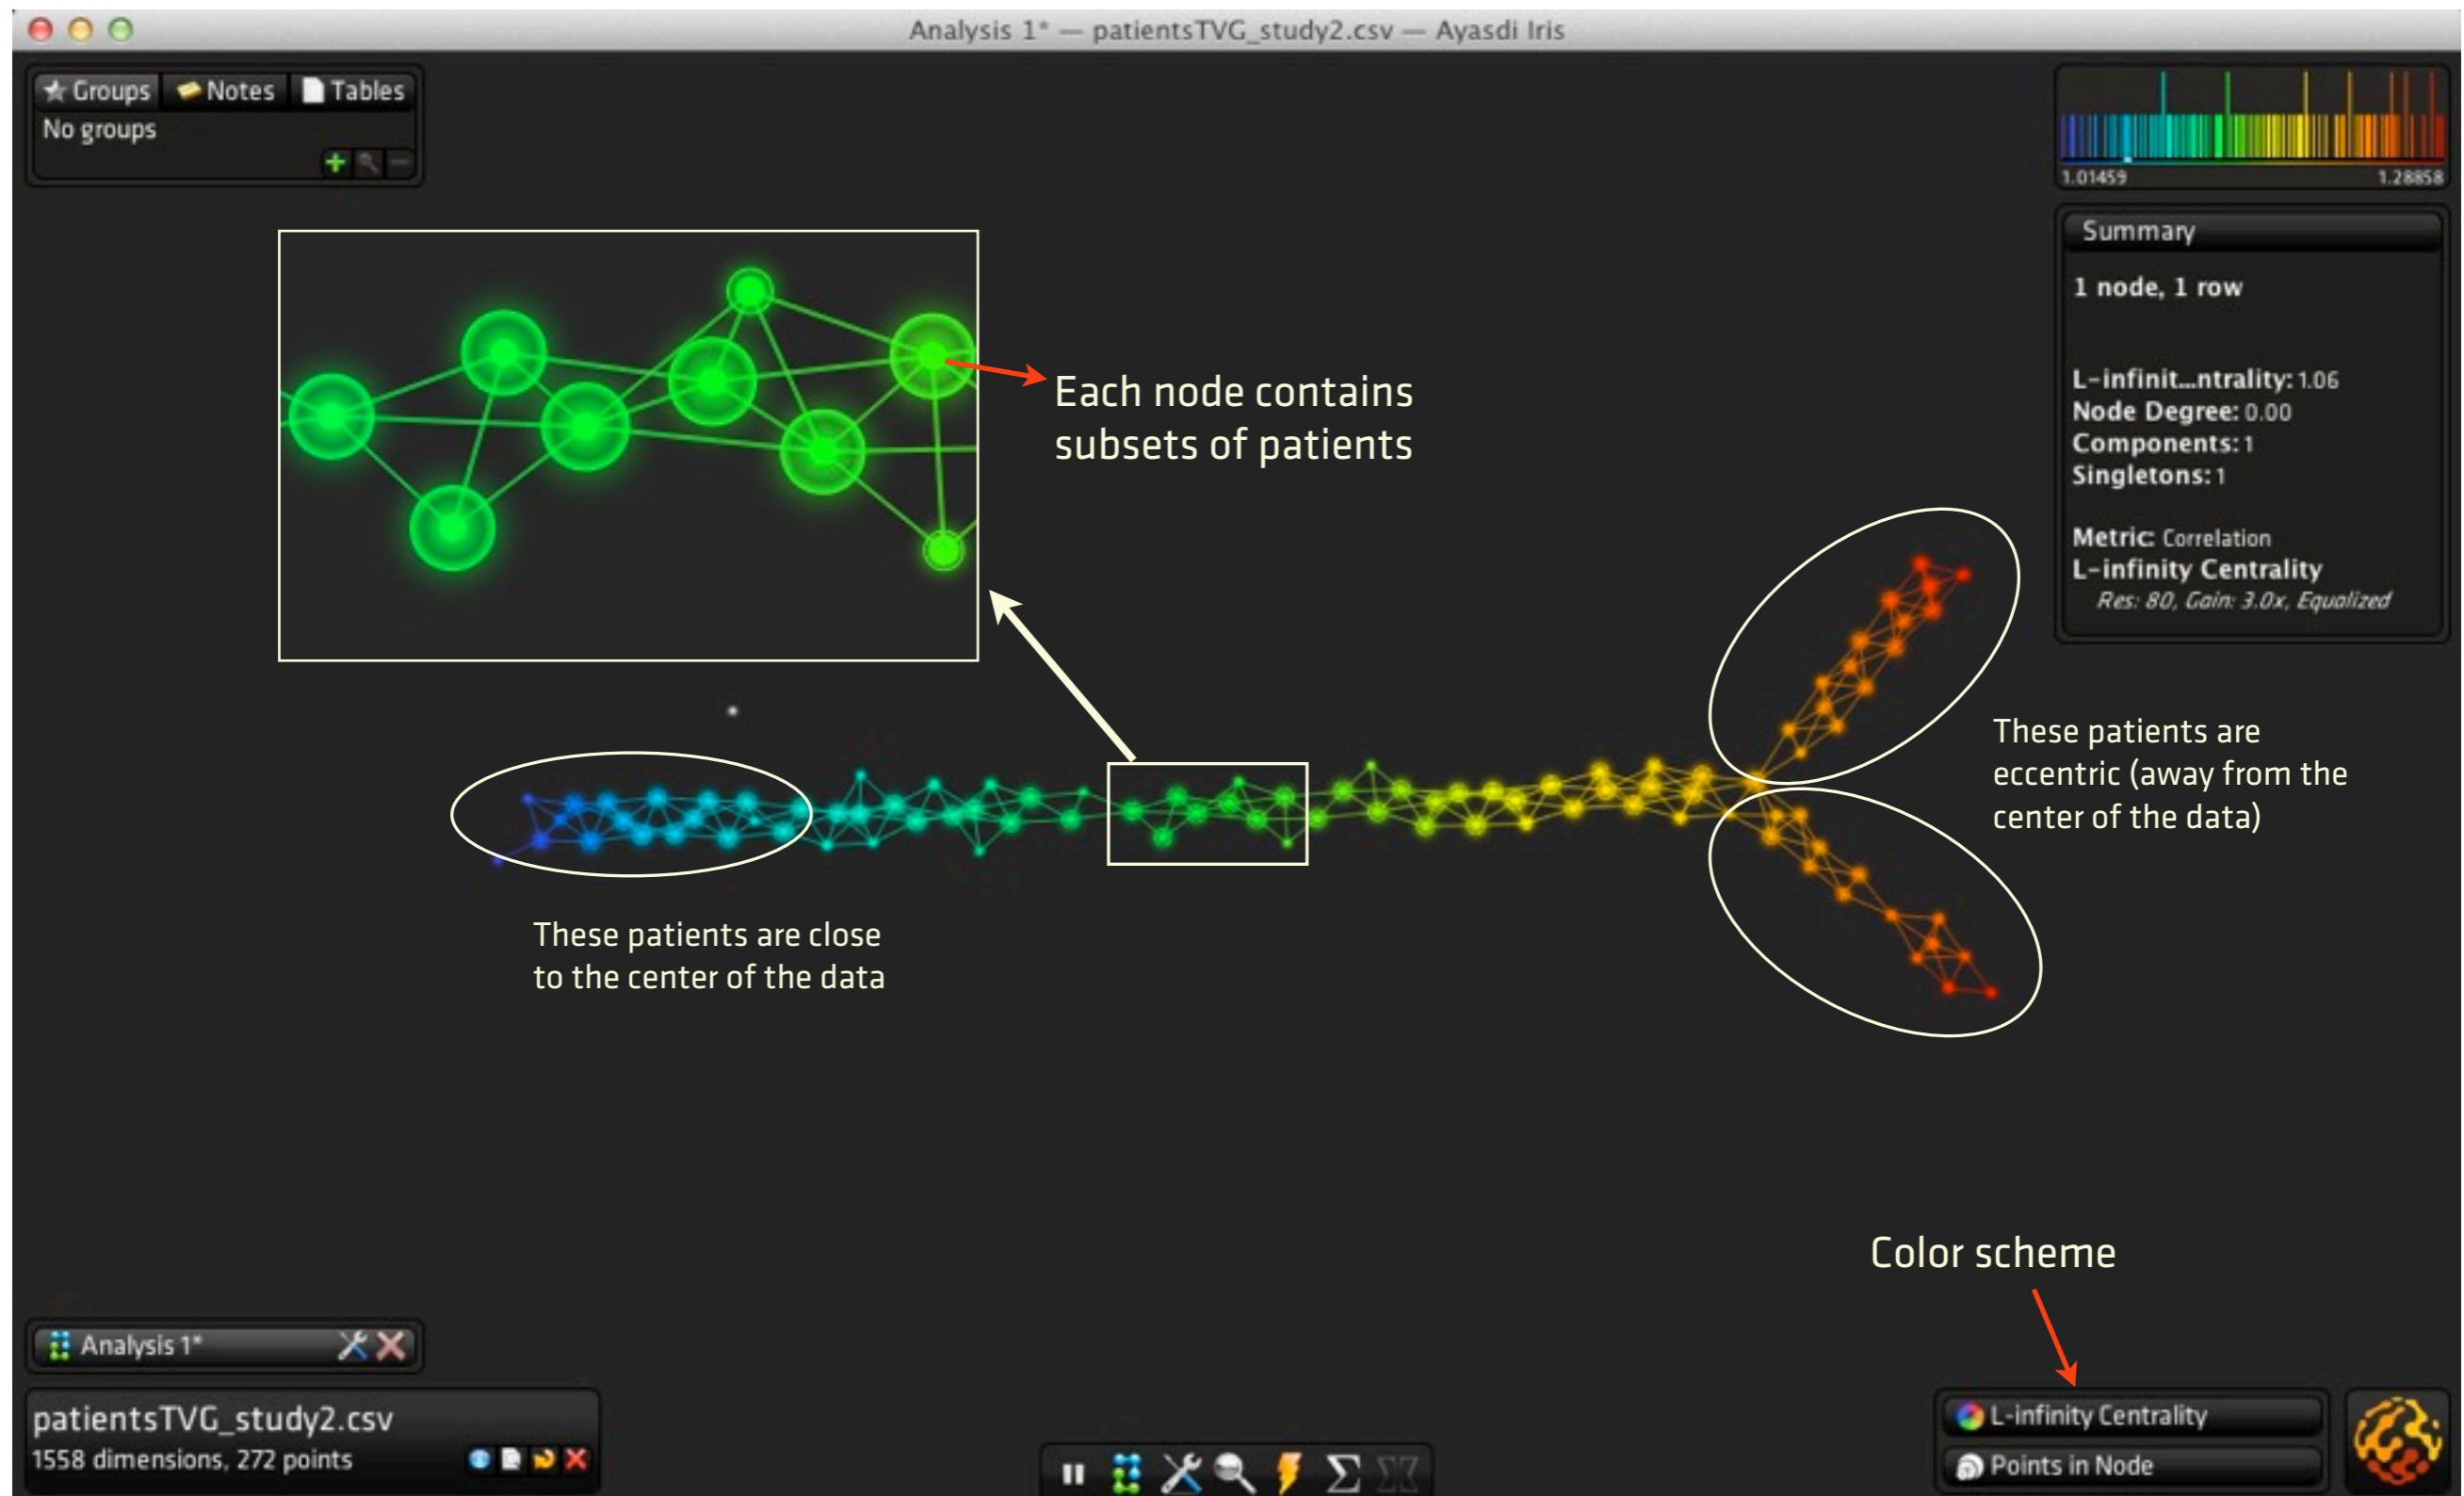 Analysis 1* — patientsTVG_study2.csv — Ayasdi Iris
Groups Notes Tables
No groups
1.01459 1.28858
Summary
1 node, 1 row
L-infinit...ntrality: 1.06
Node Degree: 0.00
Components: 1
Singletons: 1
Metric: Correlation
L-infinity Centrality
Res: 80, Gain: 3.0x, Equalized
Each node contains
subsets of patients
These patients are
eccentric (away from the
center of the data)
These patients are close
to the center of the data
Color scheme
Analysis 1*
patientsTVG_study2.csv
1558 dimensions, 272 points
L-infinity Centrality
Points in Node